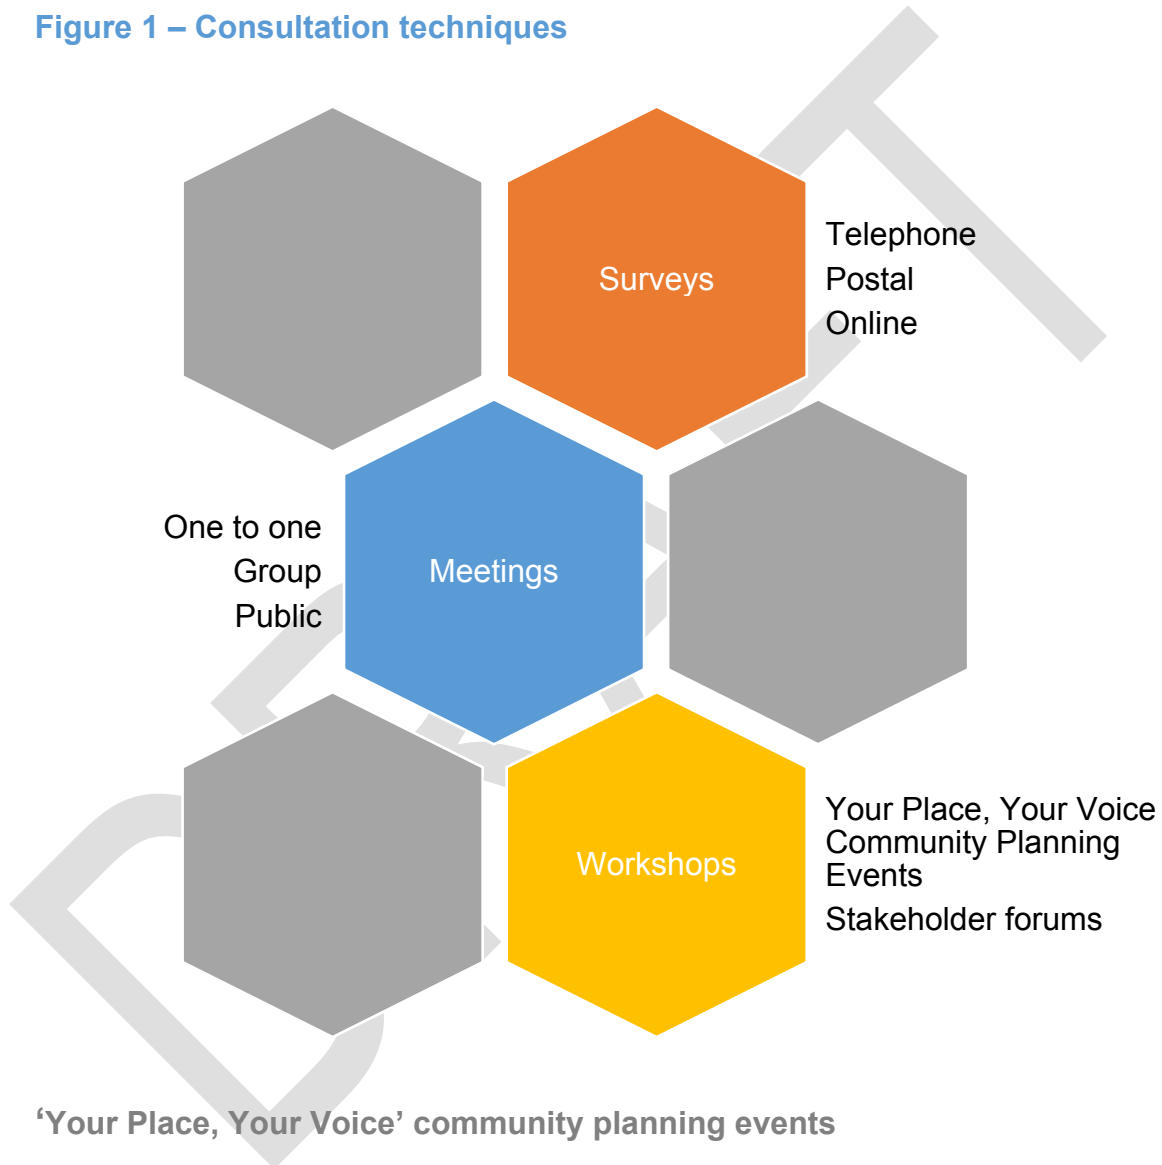 Figure 1 – Consultation techniques
Surveys
Telephone
Postal
Online
One to one
Group
Public
Meetings
Workshops
Your Place, Your Voice
Community Planning
Events
Stakeholder forums
‘Your Place, Your Voice’ community planning events
DRAFT